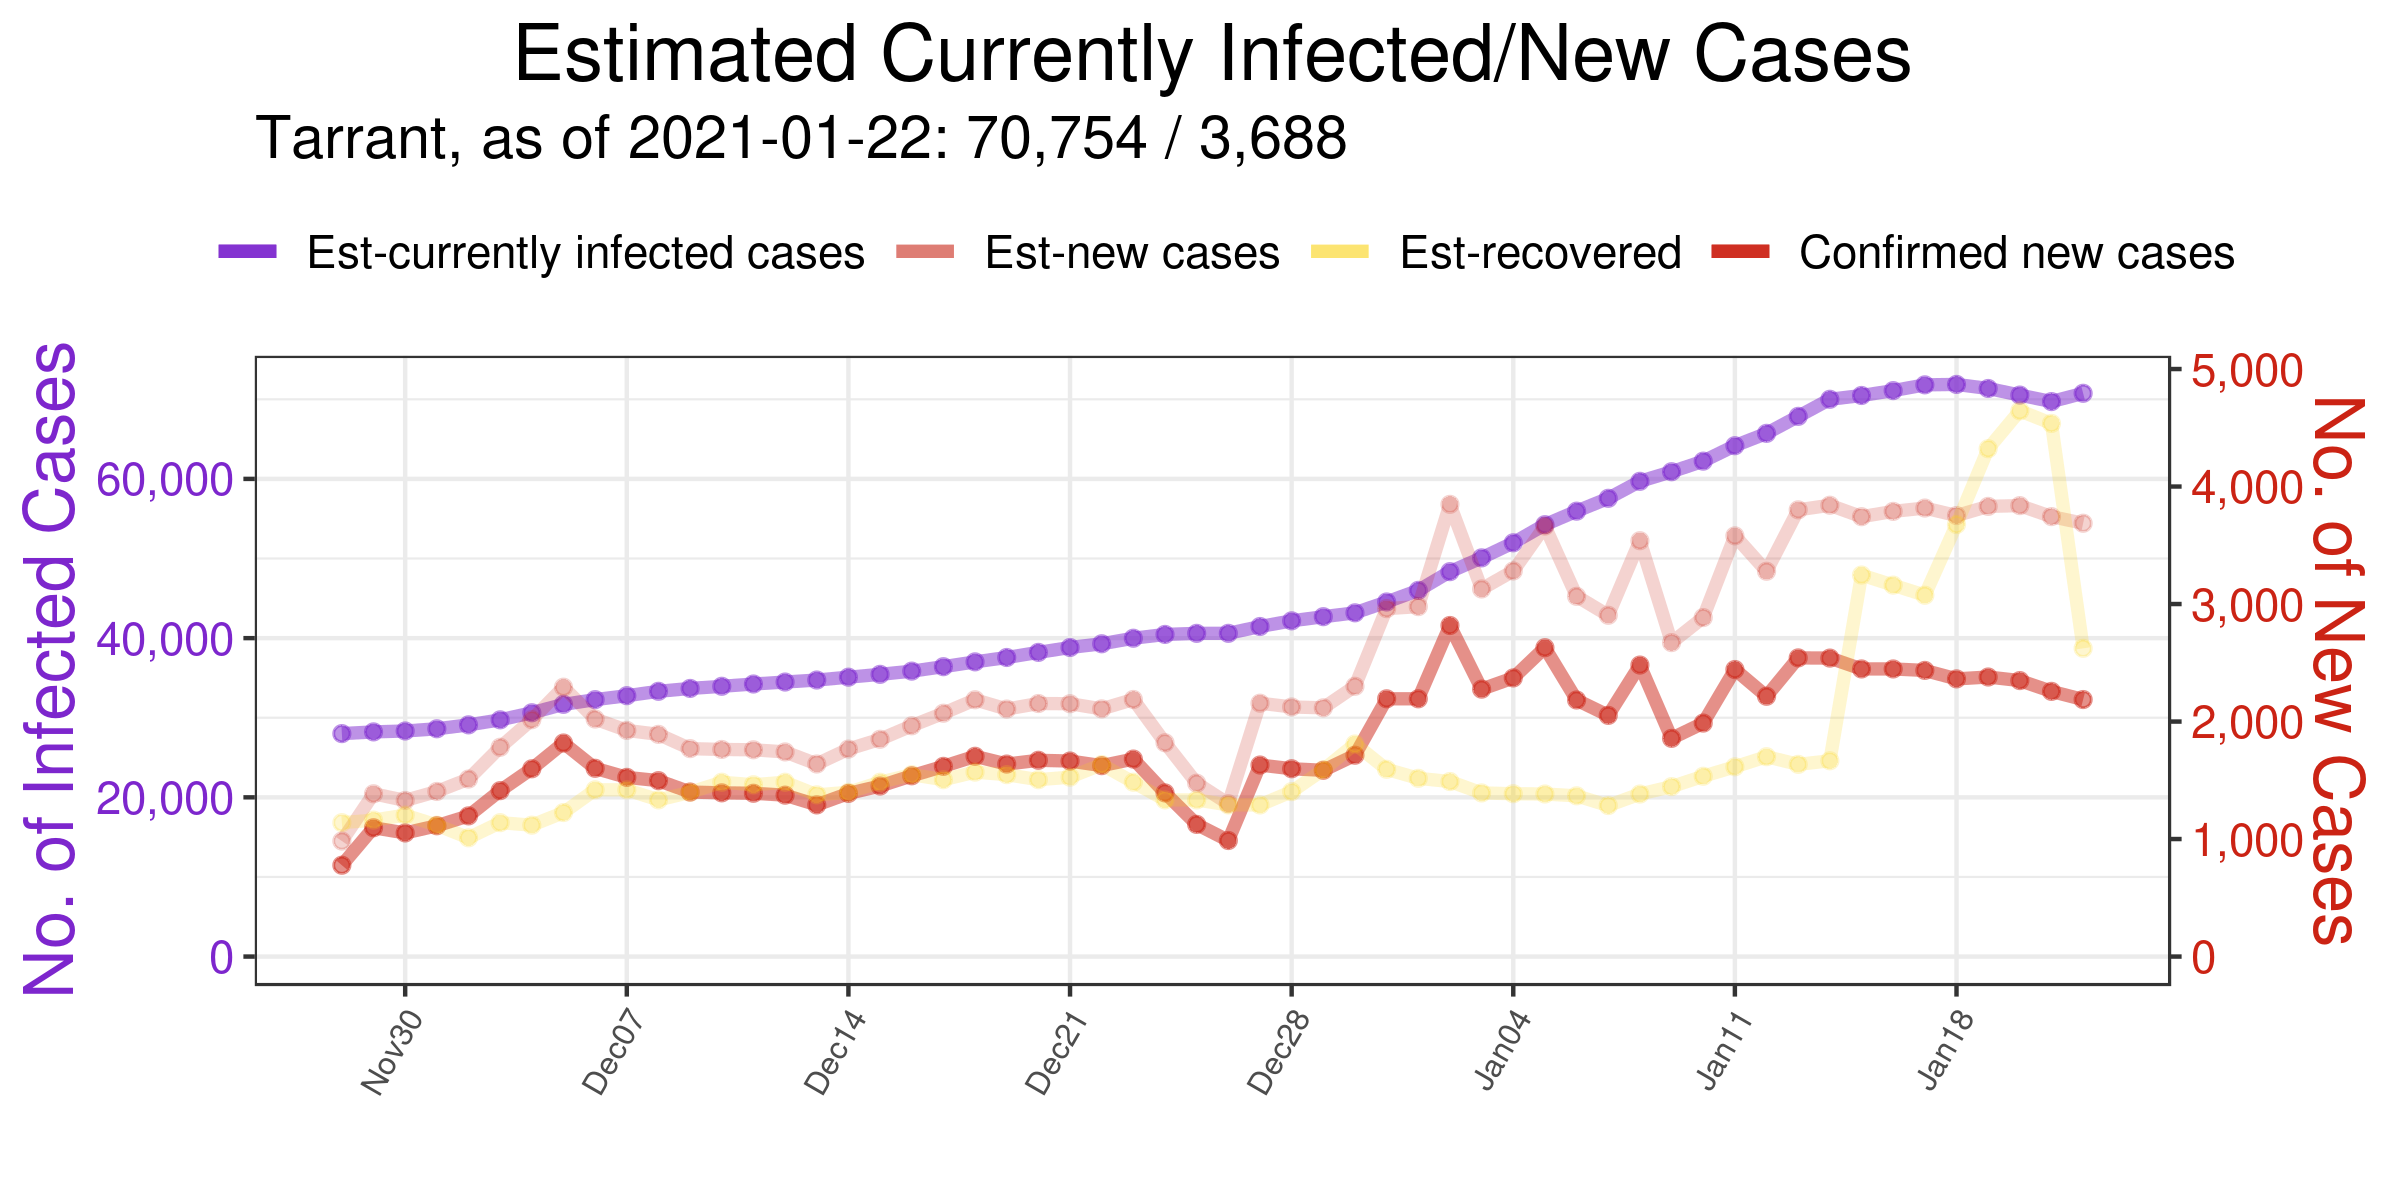 Estimated Currently Infected/New Cases
Tarrant, as of 2021-01-22: 70,754 / 3,688
Est-currently infected cases Est-new cases Est-recovered Confirmed new cases
No. of Infected Cases
60,000
40,000
20,000
0
5,000
4,000
3,000
2,000
1,000
0
No. of New Cases
Nov30 Dec07 Dec14 Dec21 Dec28 Jan04 Jan11 Jan18